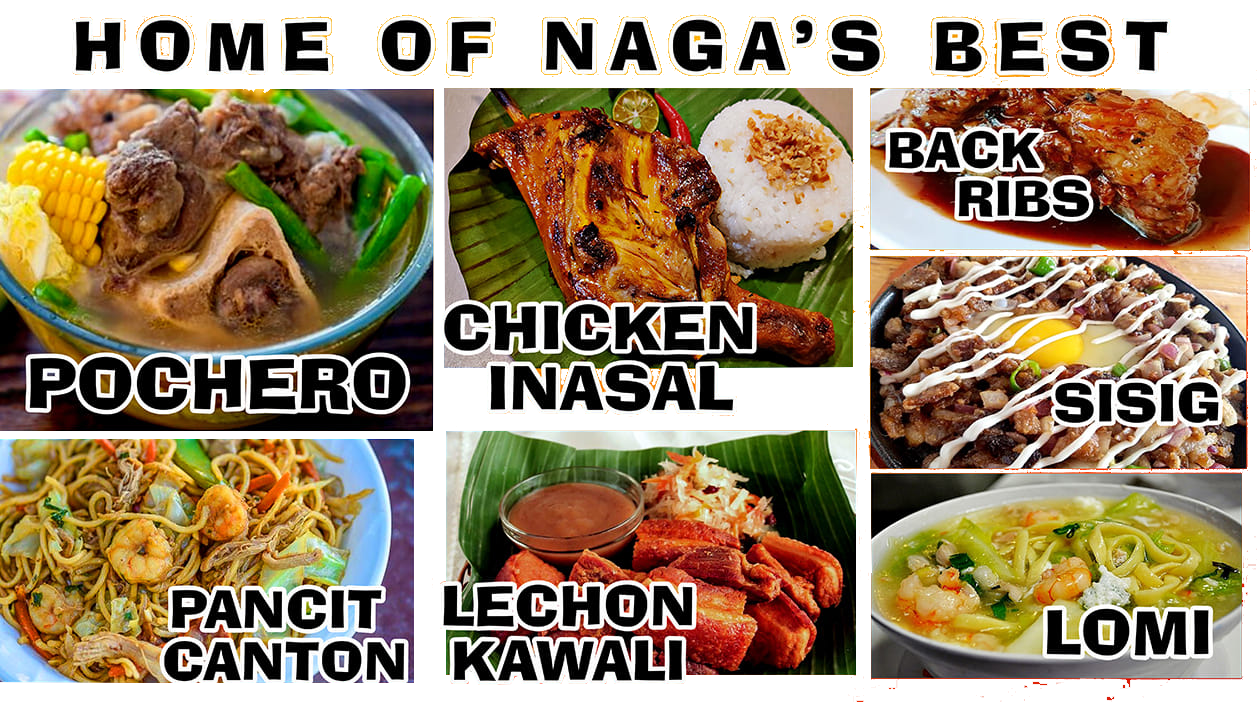 HOME OF NAGA'S BEST
POCHERO
CHICKEN
INASAL
BACK
RIBS
SISIG
PANCIT
CANTON
LECHON
KAWALI
LOMI